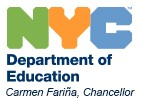 NYC
Department of
Education
Carmen Fariña, Chancellor